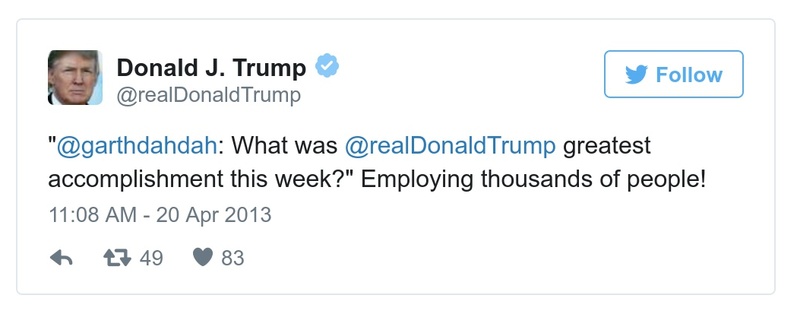 Donald J. Trump
@realDonaldTrump
Follow
"@garthdahdah: What was @realDonaldTrump greatest
accomplishment this week?" Employing thousands of people!
11:08 AM - 20 Apr 2013
49 83